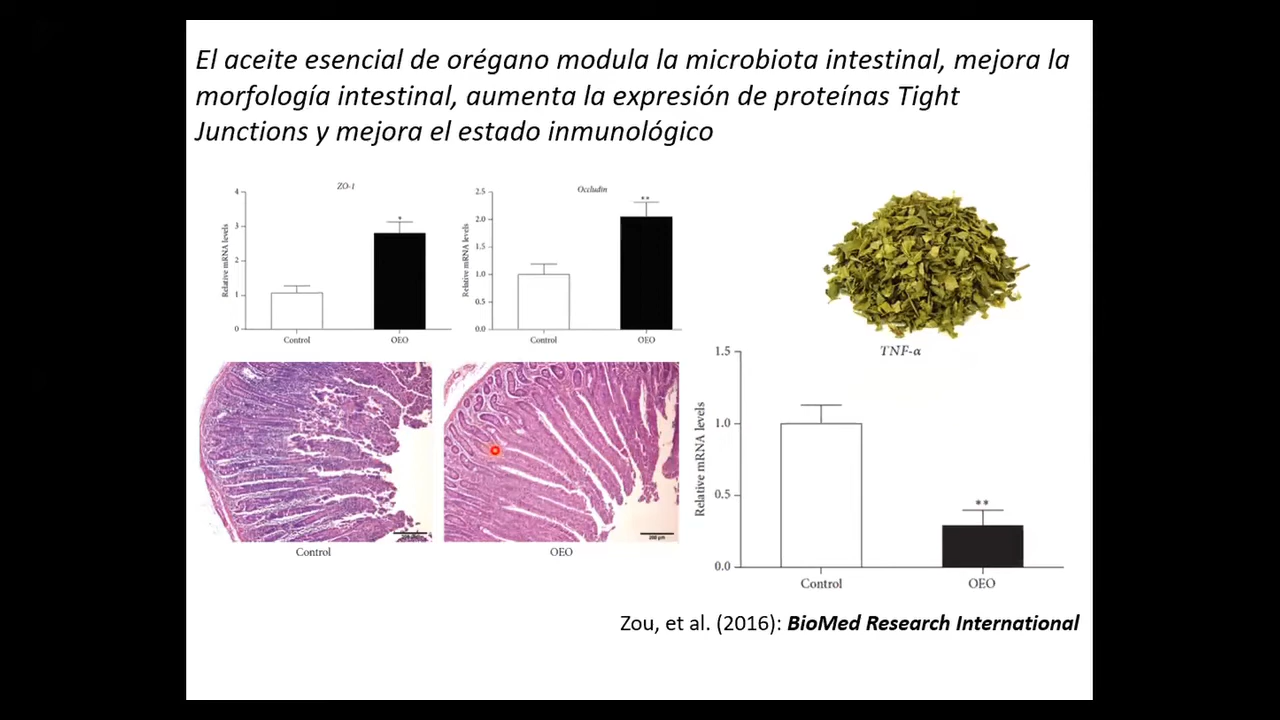 El aceite esencial de orégano modula la microbiota intestinal, mejora la
morfología intestinal, aumenta la expresión de proteínas Tight
Junctions y mejora el estado inmunológico
ZO-1
Relative mRNA levels
4
3
2
1
0
*
Control
OEO
Occludin
Relative mRNA levels
2.5
2.0
1.5
1.0
0.5
0.0
**
Control
OEO
Control
OEO
TNF-α
Relative mRNA levels
1.5
1.0
0.5
0.0
**
Control
OEO
Zou, et al. (2016): BioMed Research International